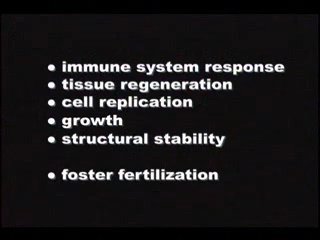 ● immune system response
● tissue regeneration
● cell replication
● growth
● structural stability
● foster fertilization